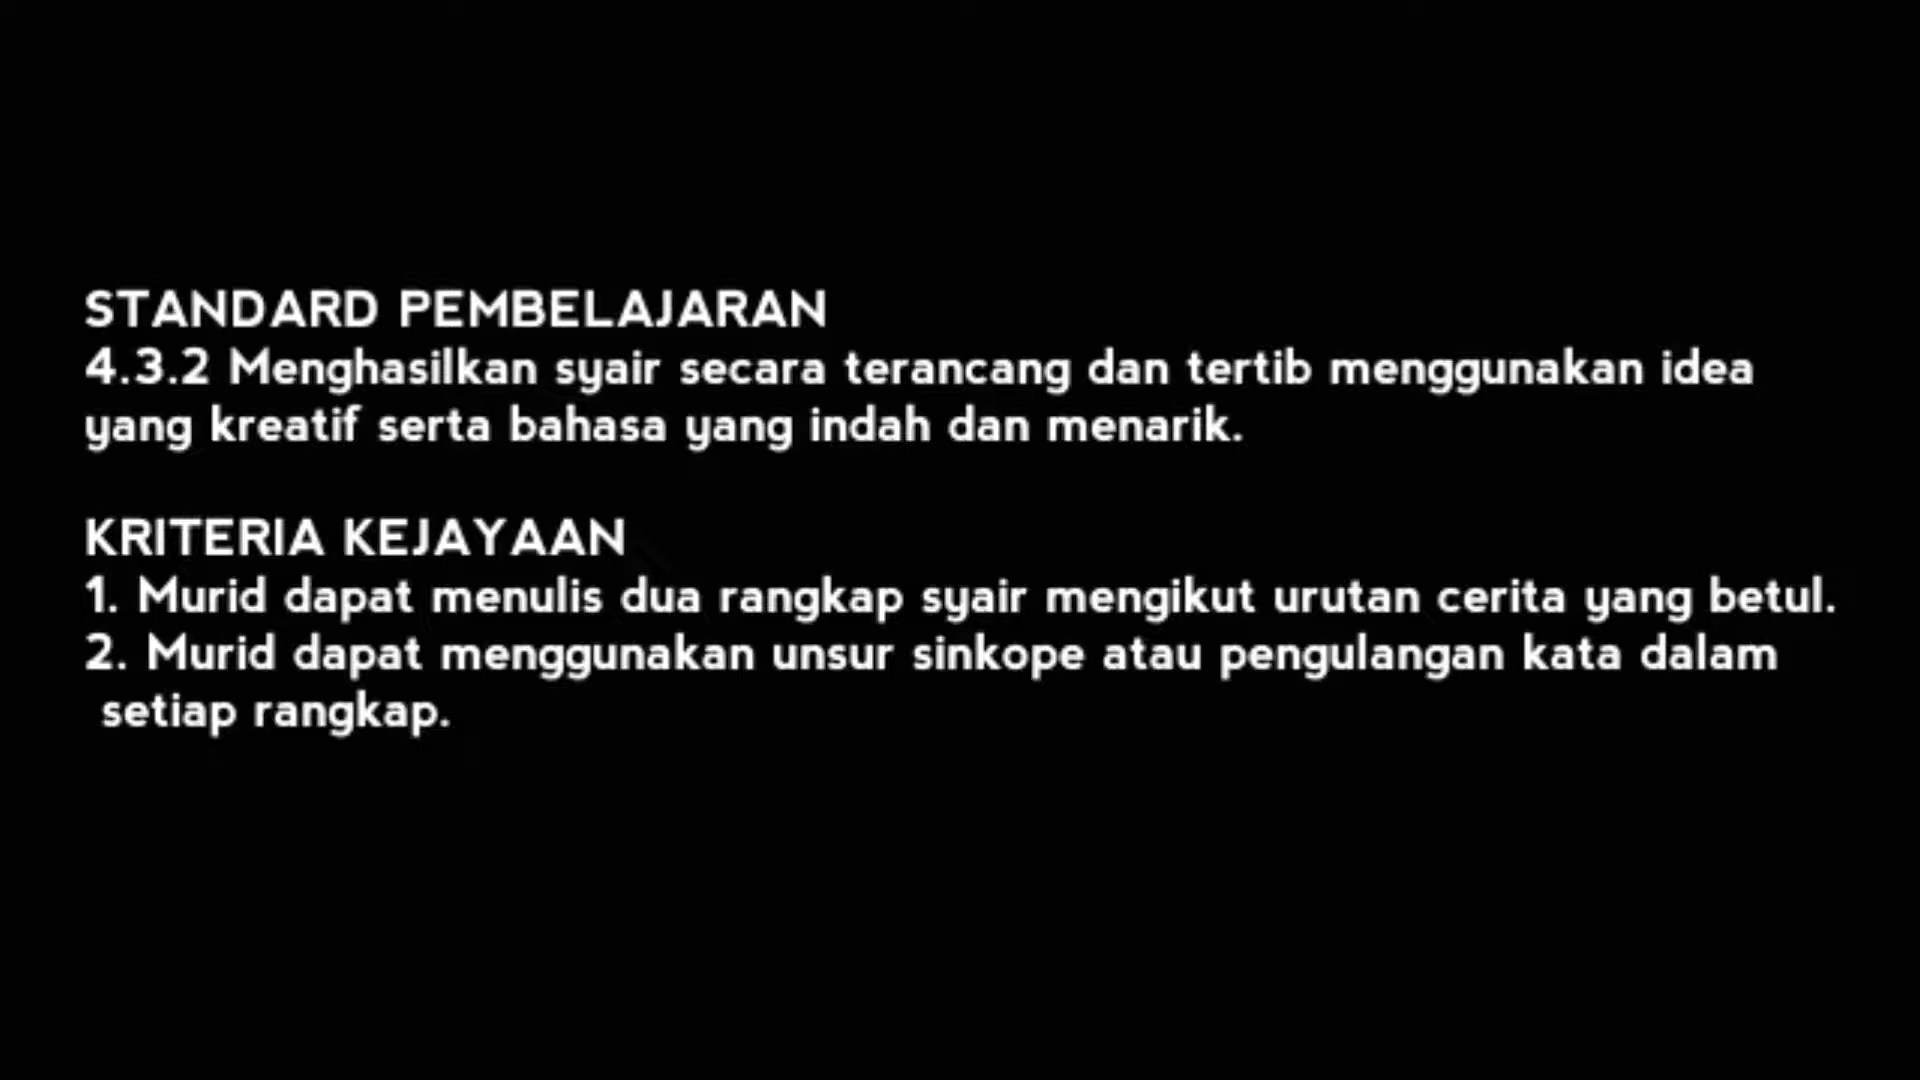 STANDARD PEMBELAJARAN
4.3.2 Menghasilkan syair secara terancang dan tertib menggunakan idea
yang kreatif serta bahasa yang indah dan menarik.
KRITERIA KEJAYAAN
1. Murid dapat menulis dua rangkap syair mengikut urutan cerita yang betul.
2. Murid dapat menggunakan unsur sinkope atau pengulangan kata dalam
setiap rangkap.